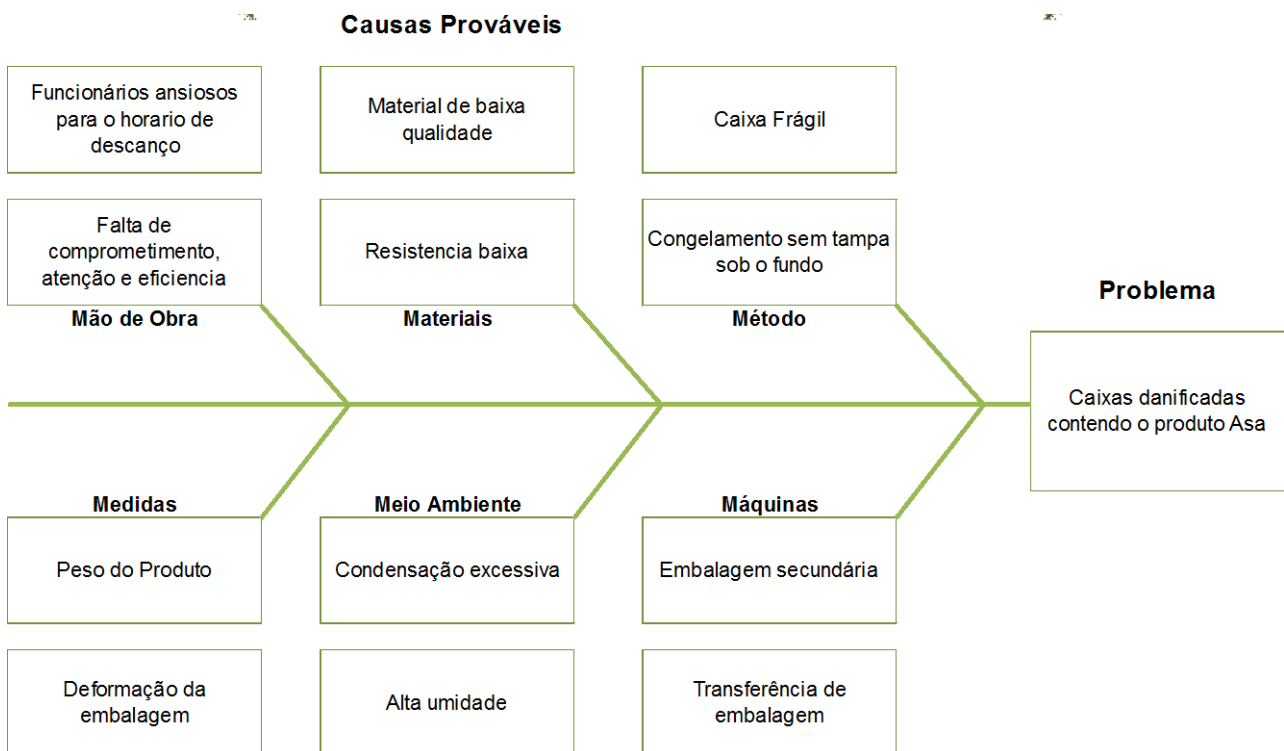 Causas Prováveis
Funcionários ansiosos
para o horario de
descanço
Material de baixa
qualidade
Caixa Frágil
Falta de
comprometimento,
atenção e eficiencia
Resistencia baixa
Congelamento sem tampa
sob o fundo
Mão de Obra
Materiais
Método
Problema
Caixas danificadas
contendo o produto Asa
Medidas
Meio Ambiente
Máquinas
Peso do Produto
Condensação excessiva
Embalagem secundária
Deformação da
embalagem
Alta umidade
Transferência de
embalagem